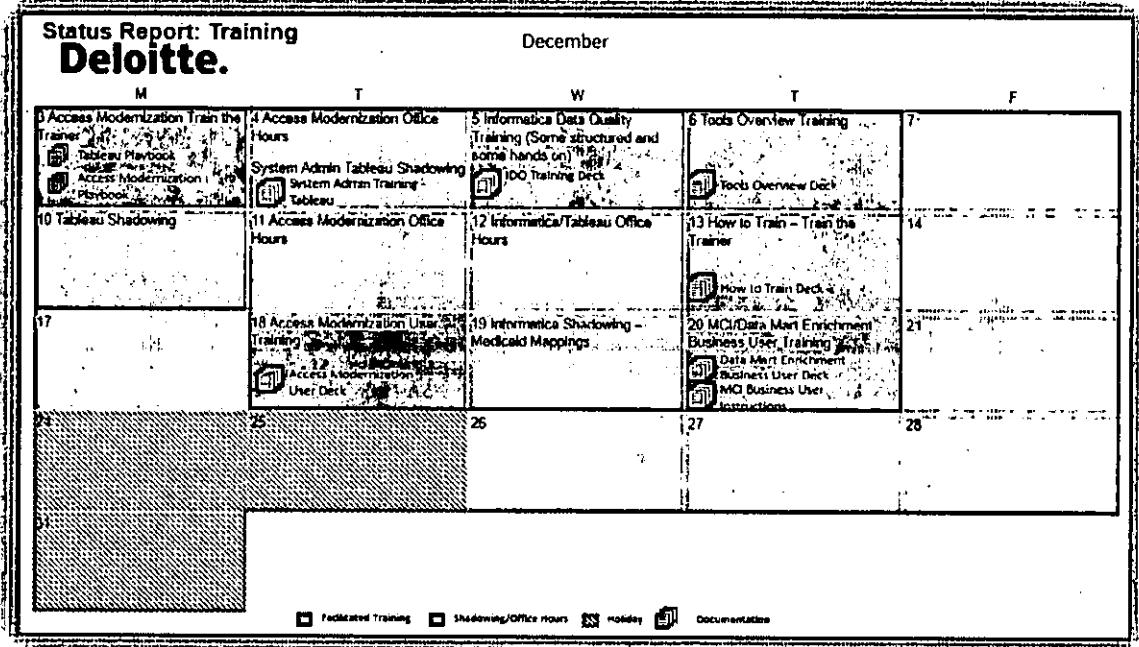 Status Report: Training
Deloitte.
December
M T W T F
3 Access Modernization Train the
Trainer
Tableau Playbook
Access Modernization
Playbook
4 Access Modernization Office
Hours
System Admin Tableau Shadowing
System Admin Training -
Tableau
5 Informatica Data Quality
Training (Some structured and
some hands on)
IDQ Training Deck
6 Tools Overview Training
Tools Overview Deck
7
10 Tableau Shadowing
11 Access Modernization Office
Hours
12 Informatica/Tableau Office
Hours
13 How to Train – Train the
Trainer
How to Train Deck
14
17
18 Access Modernization User
Training
Access Modernization
User Deck
19 Informatica Shadowing –
Medicaid Mappings
20 MCI/Data Mart Enrichment
Business User Training
Data Mart Enrichment
Business User Deck
MCI Business User
Instructions
21
24
25
26
27
28
31
Facilitated Training
Shadowing/Office Hours
Holiday
Documentation